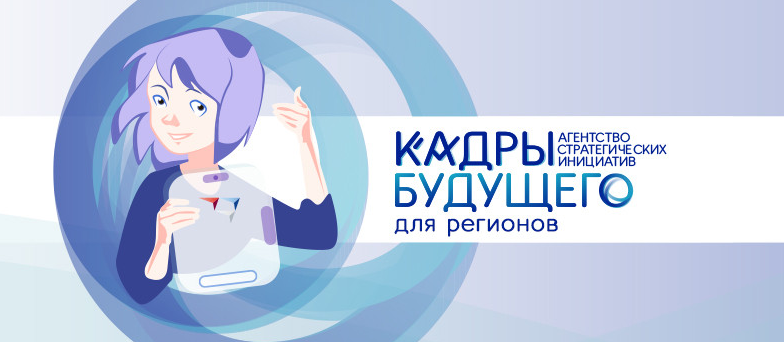 КАДРЫ
АГЕНТСТВО
СТРАТЕГИЧЕСКИХ
ИНИЦИАТИВ
БУДУЩЕГО
для регионов